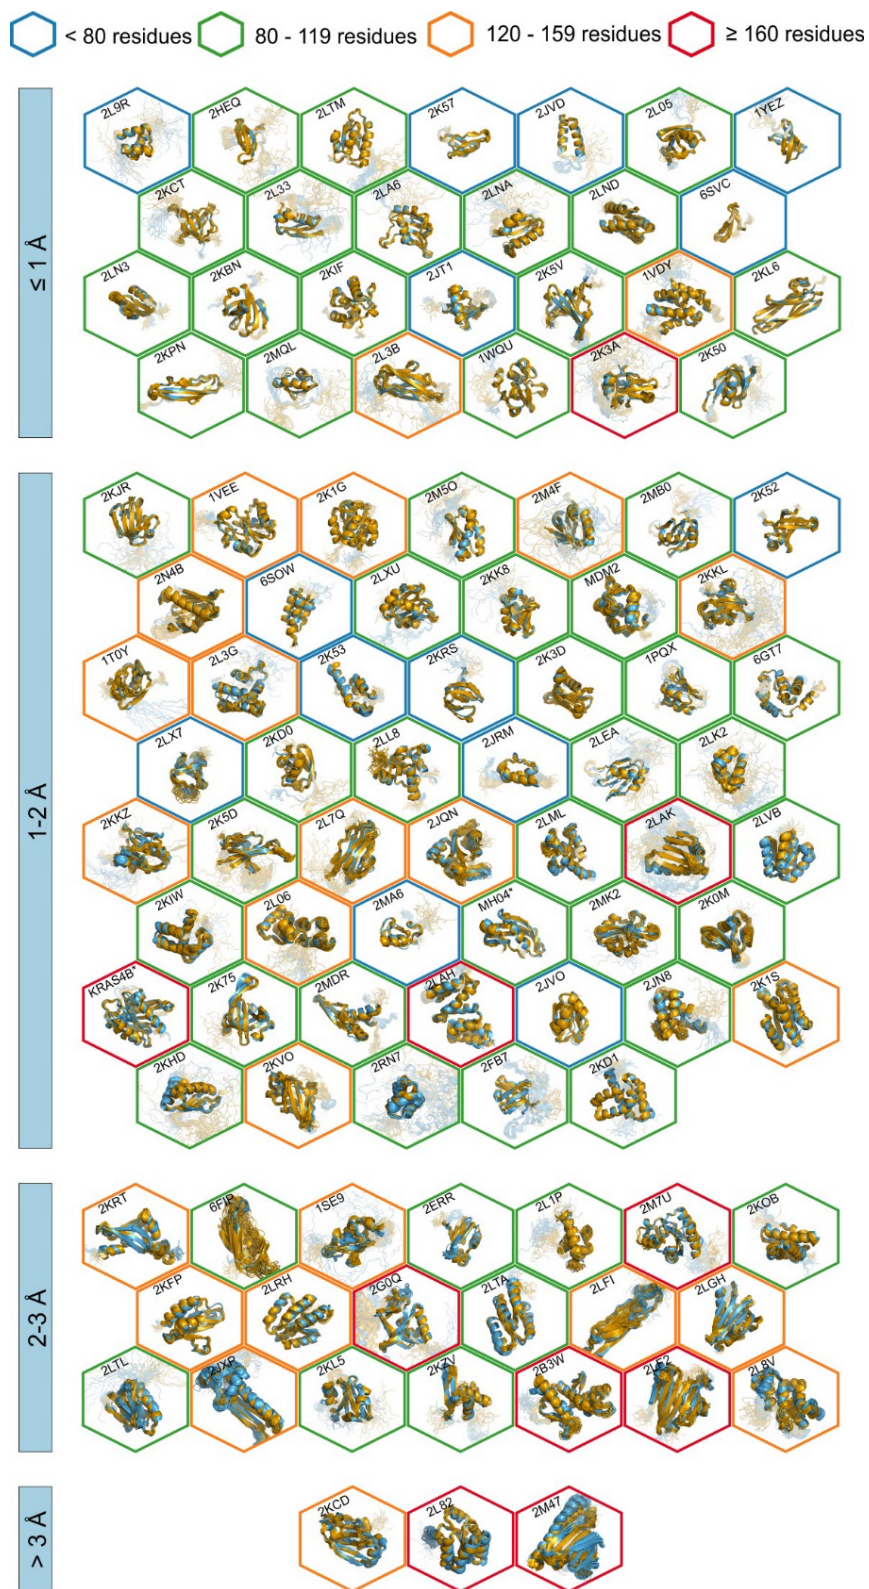 < 80 residues 80 - 119 residues 120 - 159 residues ≥ 160 residues
≤ 1 Å
2L9R 2HEQ 2LTM 2K57 2JVD 2L05 1YEZ
2KCT 2L33 2LA6 2LNA 2LND 6SVC
2LN3 2KBN 2KIF 2JT1 2K5V 1VDY 2KL6
2KPN 2MQL 2L3B 1WQU 2K3A 2K50
1-2 Å
2KJR 1VEE 2K1G 2M5O 2M4F 2MB0 2K52
2N4B 6SOW 2LXU 2KK8 MDM2 2KKL
1T0Y 2L3G 2K53 2KRS 2K3D 1PQX 6GT7
2LX7 2KD0 2LL8 2JRM 2LEA 2LK2
2KKZ 2K5D 2L7Q 2JQN 2LML 2LAK 2LVB
2KIW 2L06 2MA6 MH04* 2MK2 2K0M
KRAS4B* 2K75 2MDR 2LAH 2JVO 2JN8 2K1S
2KHD 2KVO 2RN7 2FB7 2KD1
2-3 Å
2KRT 6FIP 1SE9 2ERR 2L1P 2M7U 2KOB
2KFP 2LRH 2G0Q 2LTA 2LFI 2LGH
2LTL 2JXP 2KL5 2KZV 2B3W 2LF2 2L8V
> 3 Å
2KCD 2L82 2M47